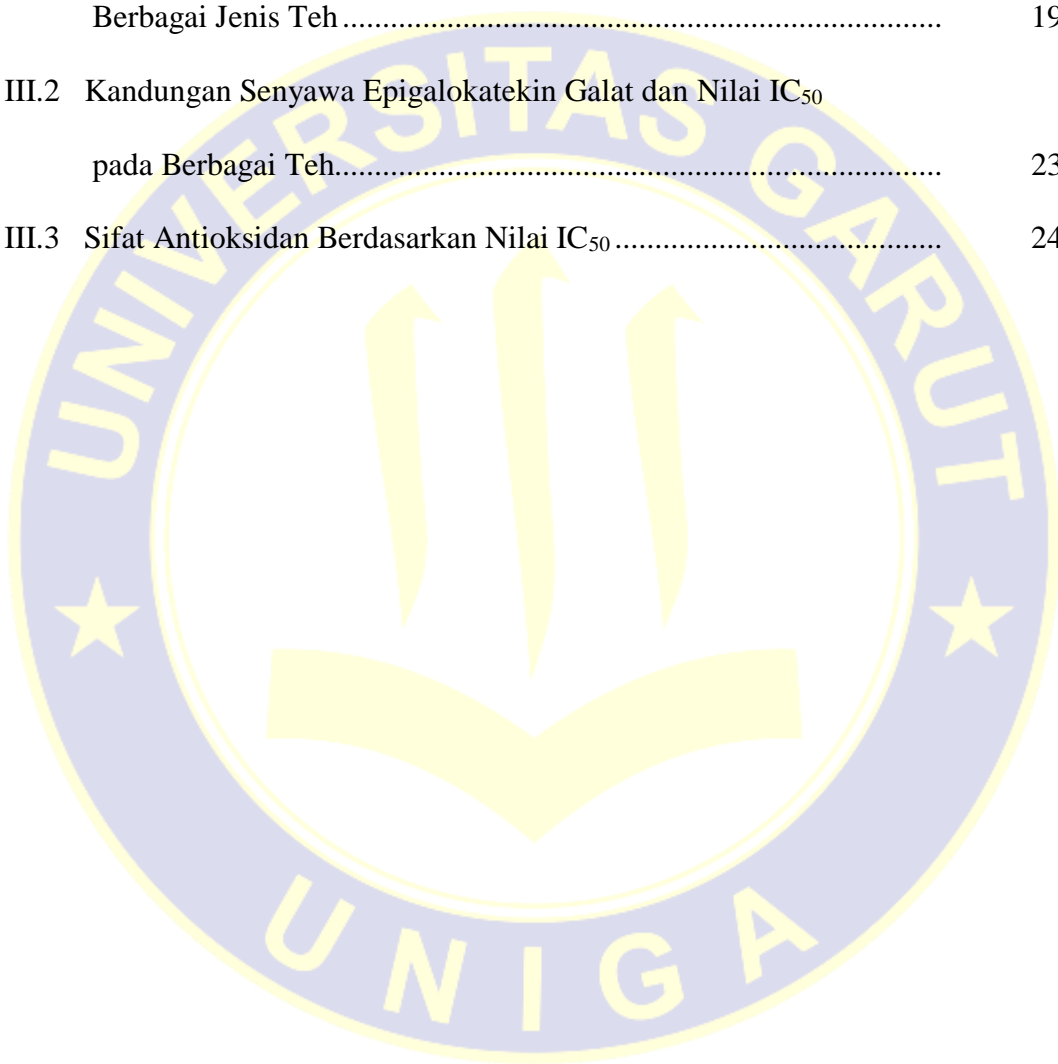 Berbagai Jenis Teh ........................................................................ 19
III.2 Kandungan Senyawa Epigalokatekin Galat dan Nilai IC₅₀
pada Berbagai Teh......................................................................... 23
III.3 Sifat Antioksidan Berdasarkan Nilai IC₅₀ ....................................... 24
UNIVERSITAS GARUT
UNIGA